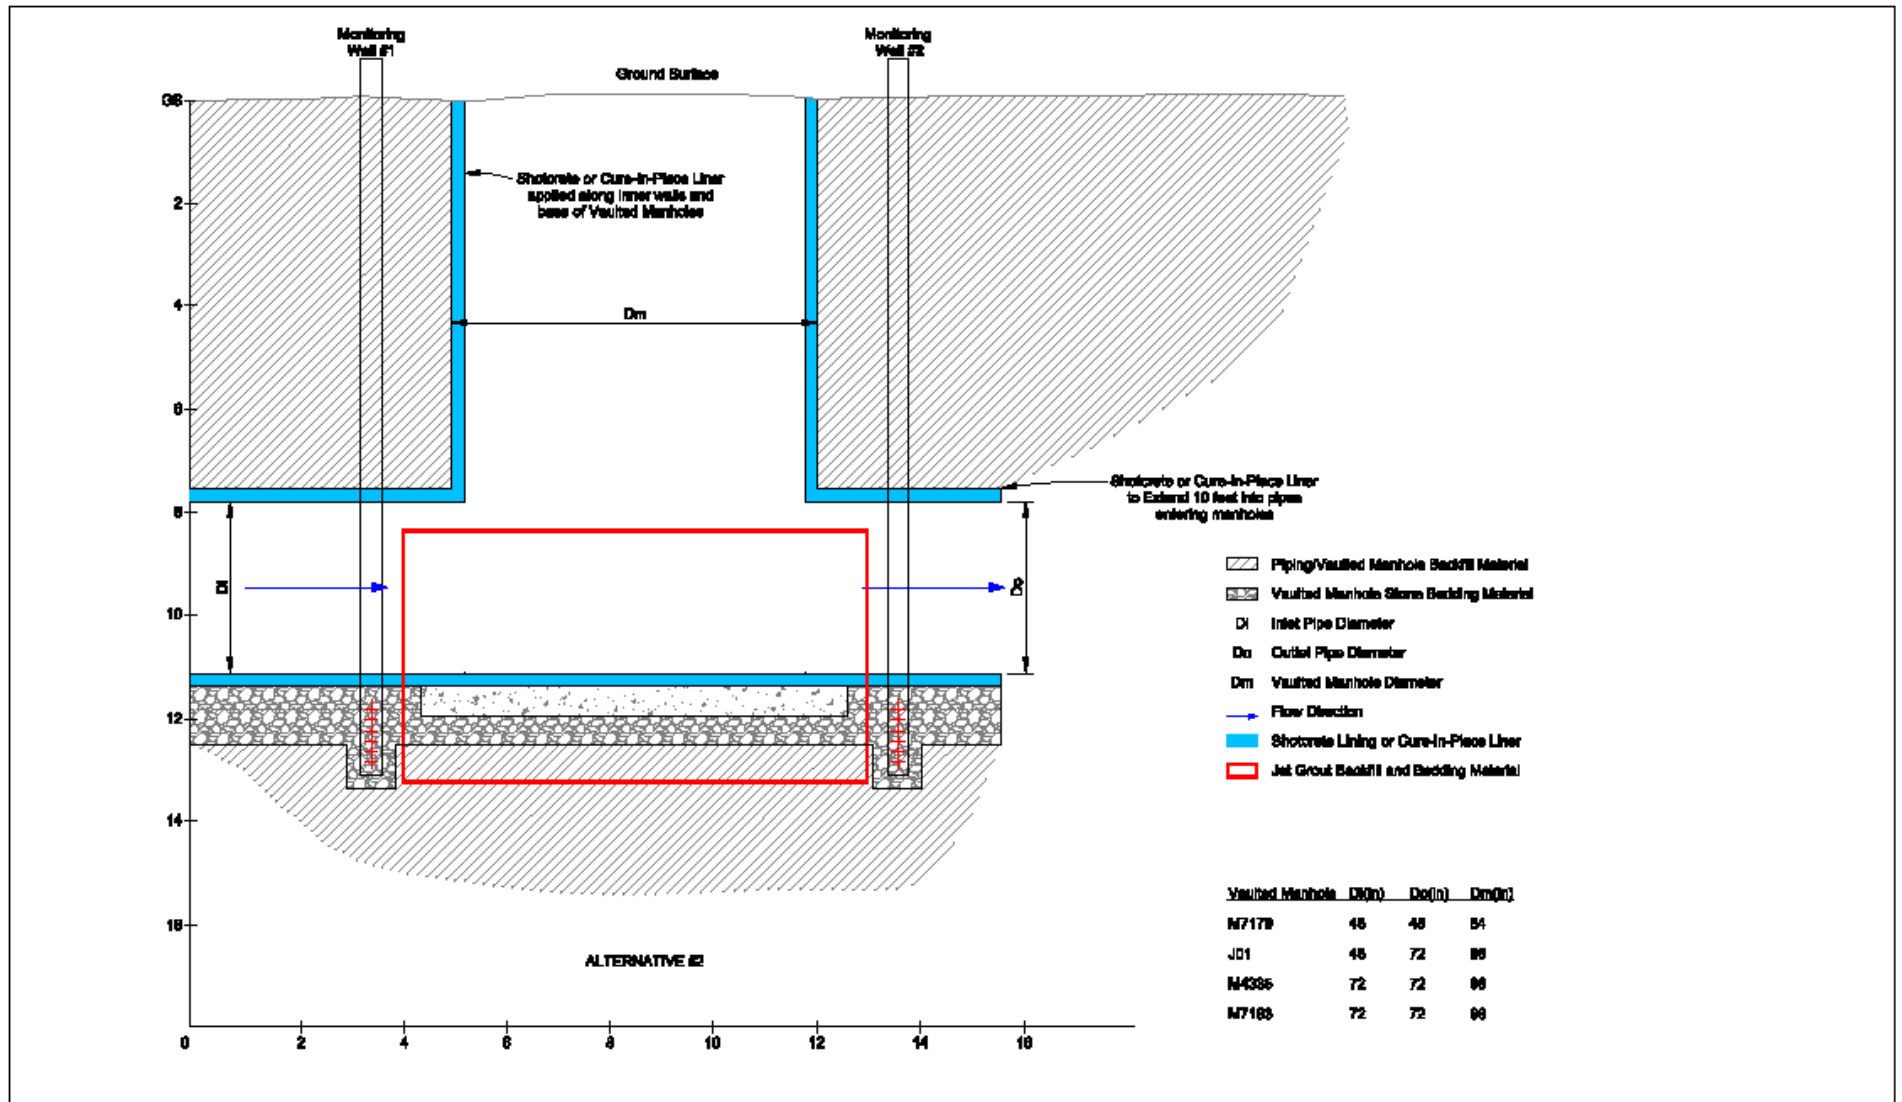 Monitoring
Well #1
Monitoring
Well #2
Ground Surface
GS
2
4
6
8
10
12
14
16
Shotcrete or Cure-in-Place Liner
applied along inner walls and
base of Vaulted Manholes
Dm
Shotcrete or Cure-in-Place Liner
to Extend 10 feet into pipes
entering manholes
Di
Do
Piping/Vaulted Manhole Backfill Material
Vaulted Manhole Stone Bedding Material
Di Inlet Pipe Diameter
Do Outlet Pipe Diameter
Dm Vaulted Manhole Diameter
Flow Direction
Shotcrete Lining or Cure-in-Place Liner
Jet Grout Backfill and Bedding Material
Vaulted Manhole Di(in) Do(in) Dm(in)
M7179 48 48
J01 48 72 96
72 72 96
72 72 96
ALTERNATIVE #2
0 2 4 6 8 10 12 14 16